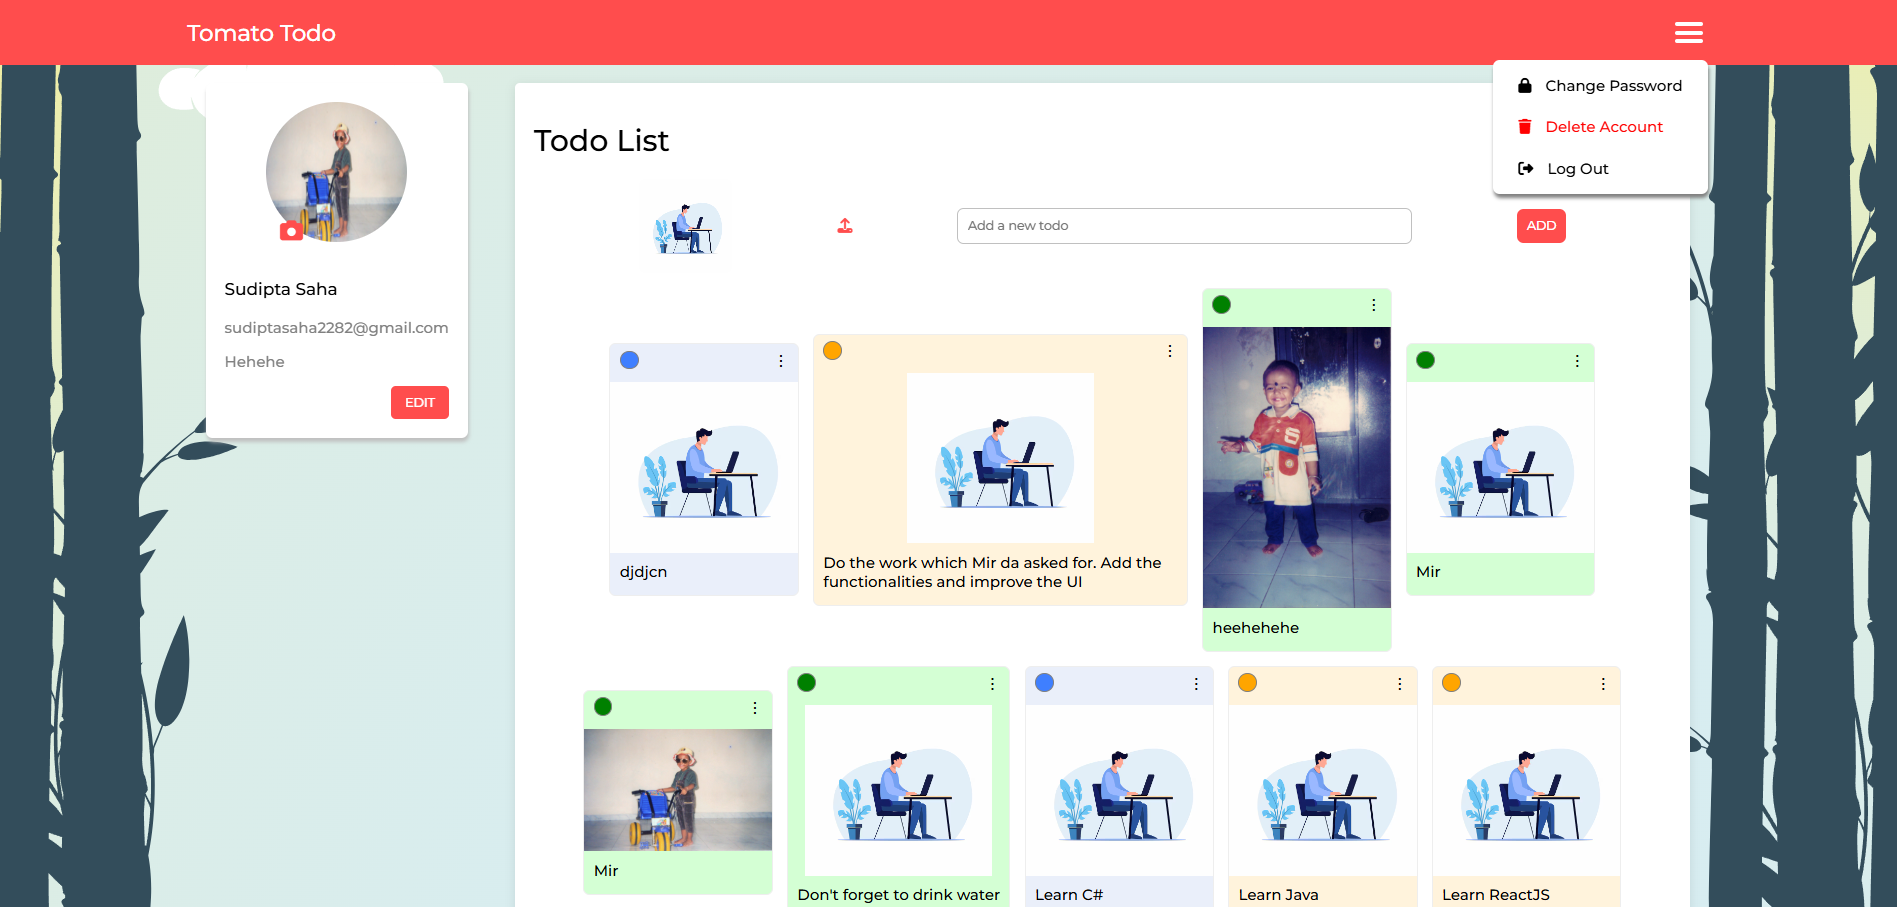 Tomato Todo
Change Password
Delete Account
Log Out
Sudipta Saha
sudiptasaha2282@gmail.com
Hehehe
EDIT
Todo List
Add a new todo
ADD
djdjcn
Do the work which Mir da asked for. Add the
functionalities and improve the UI
heehehehe
Mir
Mir
Don't forget to drink water
Learn C#
Learn Java
Learn ReactJS